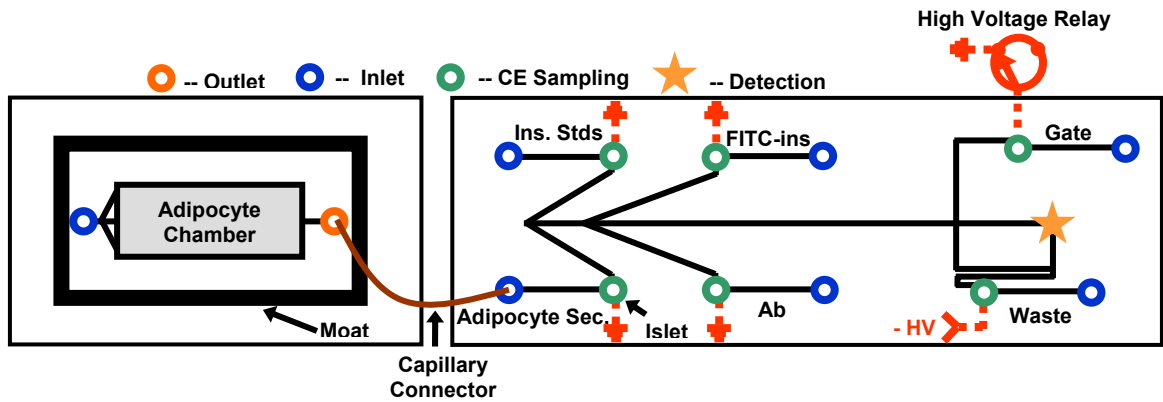 High Voltage Relay
-- Outlet
-- Inlet
-- CE Sampling
-- Detection
Ins. Stds
FITC-ins
Gate
Adipocyte
Chamber
Adipocyte Sec.
Islet
Ab
Waste
- HV
Moat
Capillary
Connector